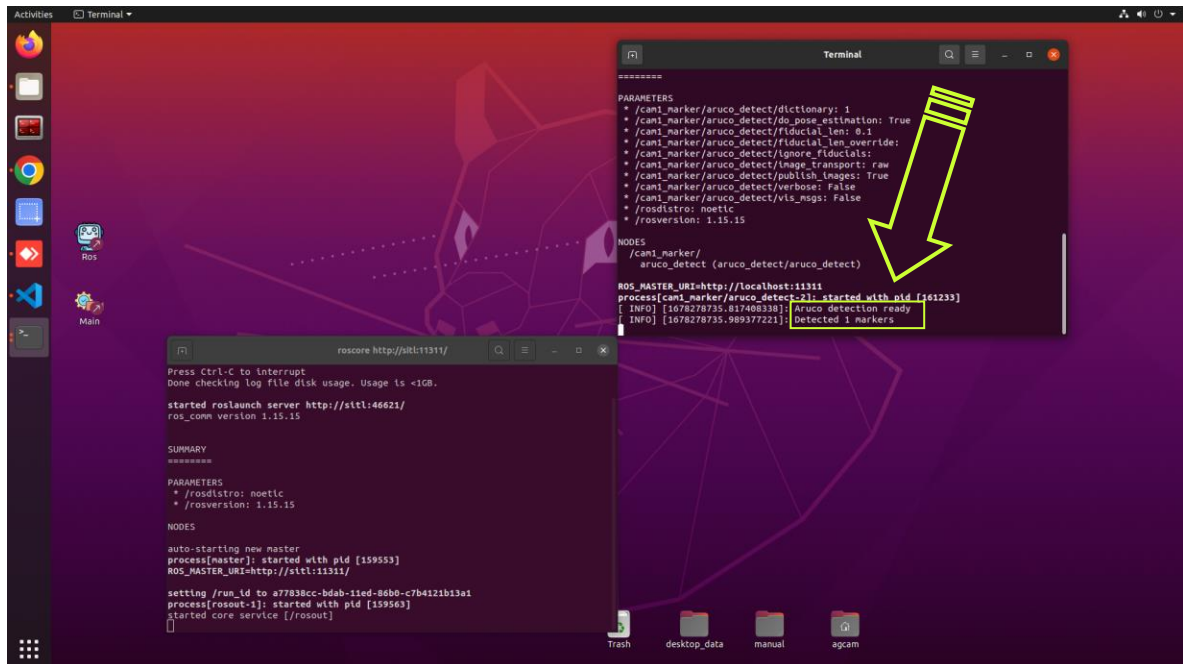 Activities
Terminal
Ros
Main
Terminal
========
PARAMETERS
* /cam1_marker/aruco_detect/dictionary: 1
* /cam1_marker/aruco_detect/do_pose_estimation: True
* /cam1_marker/aruco_detect/fiducial_len: 0.1
* /cam1_marker/aruco_detect/fiducial_len_override:
* /cam1_marker/aruco_detect/ignore_fiducials:
* /cam1_marker/aruco_detect/image_transport: raw
* /cam1_marker/aruco_detect/publish_images: True
* /cam1_marker/aruco_detect/verbose: False
* /cam1_marker/aruco_detect/vis_msgs: False
* /rosdistro: noetic
* /rosversion: 1.15.15
NODES
/cam1_marker/
aruco_detect (aruco_detect/aruco_detect)
ROS_MASTER_URI=http://localhost:11311
process[cam1_marker/aruco_detect-2]: started with pid [161233]
[ INFO] [1678278735.817408338]: Aruco detection ready
[ INFO] [1678278735.989377221]: Detected 1 markers
roscore http://sitl:11311/
Press Ctrl-C to interrupt
Done checking log file disk usage. Usage is <1GB.
started roslaunch server http://sitl:46621/
ros_comm version 1.15.15
SUMMARY
========
PARAMETERS
* /rosdistro: noetic
* /rosversion: 1.15.15
NODES
auto-starting new master
process[master]: started with pid [159553]
ROS_MASTER_URI=http://sitl:11311/
setting /run_id to a77838cc-bdab-11ed-86b0-c7b4121b13a1
process[rosout-1]: started with pid [159563]
started core service [/rosout]
Trash
desktop_data
manual
agcam